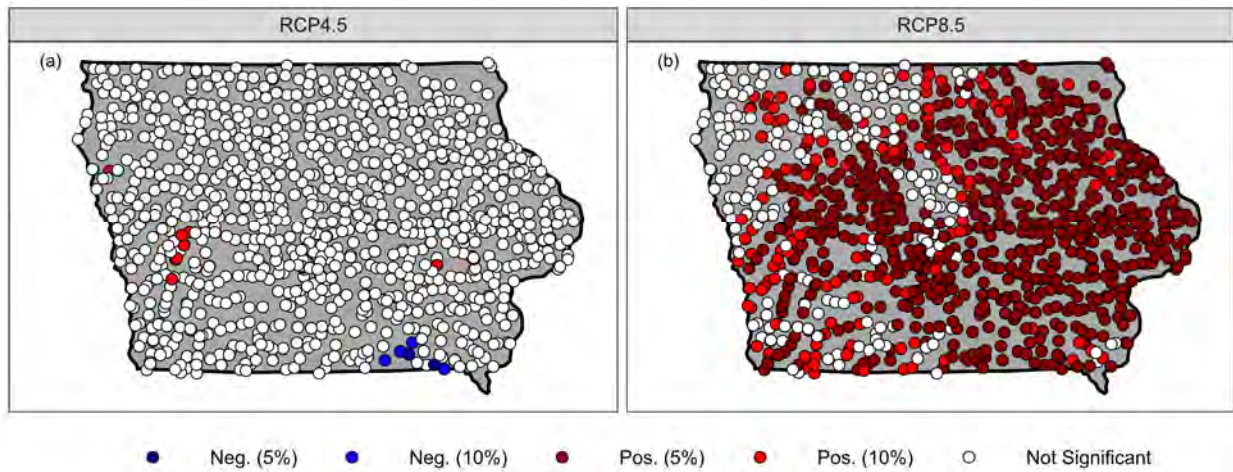 RCP4.5
RCP8.5
(a)
(b)
Neg. (5%) Neg. (10%) Pos. (5%) Pos. (10%) Not Significant